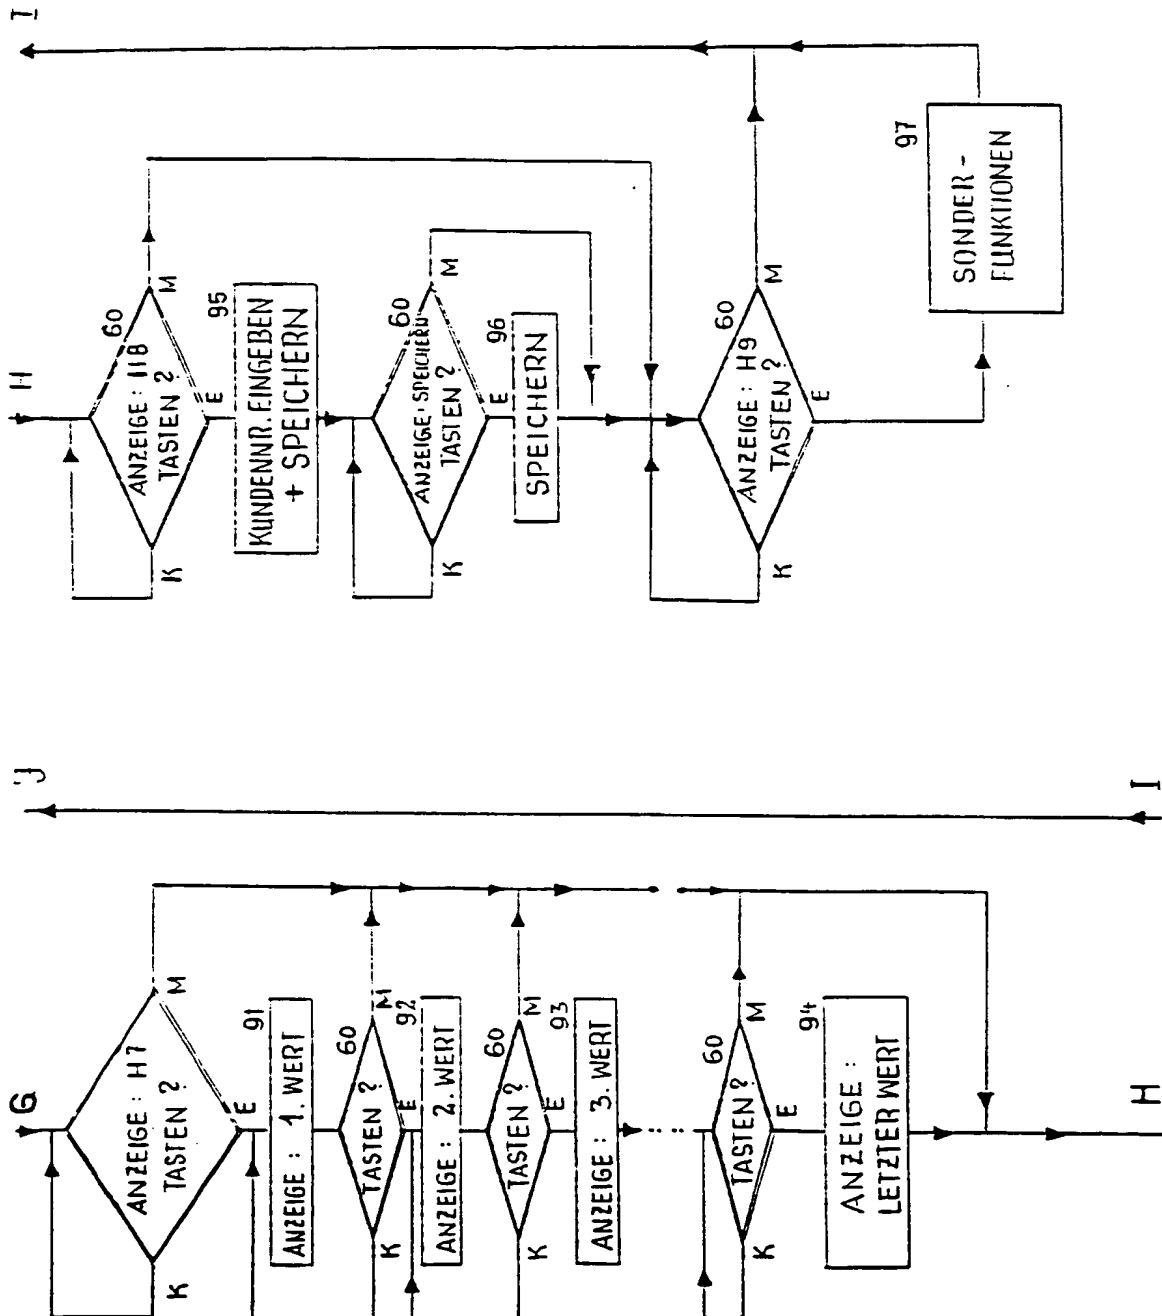 G
ANZEIGE : H7
TASTEN ?
K
M
E
91
ANZEIGE : 1. WERT
60
TASTEN ?
K
M
E
92
ANZEIGE : 2. WERT
60
TASTEN ?
K
M
E
93
ANZEIGE : 3. WERT
60
TASTEN ?
K
M
E
94
ANZEIGE :
LETZTER WERT
H
J
I
H
60
ANZEIGE : H8
TASTEN ?
K
M
E
95
KUNDENNR. EINGEBEN
+ SPEICHERN
60
ANZEIGE: SPEICHERN
TASTEN ?
K
M
E
96
SPEICHERN
60
ANZEIGE : H9
TASTEN ?
K
M
E
97
SONDER-
FUNKTIONEN
I